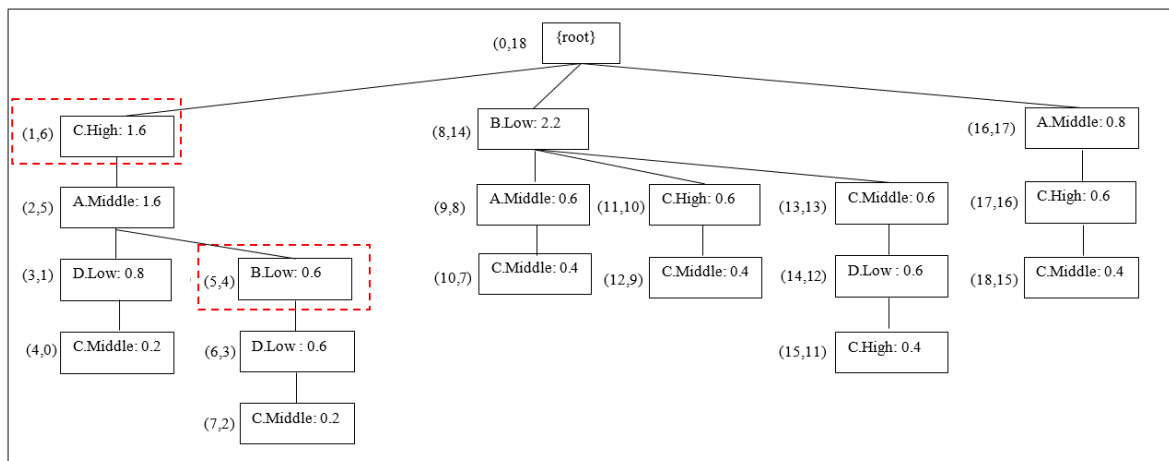 (0,18
{root}
(1,6)
C.High: 1.6
(8,14)
B.Low: 2.2
(16,17)
A.Middle: 0.8
(2,5)
A.Middle: 1.6
(9,8)
A.Middle: 0.6
(11,10)
C.High: 0.6
(13,13)
C.Middle: 0.6
(17,16)
C.High: 0.6
(3,1)
D.Low: 0.8
(5,4)
B.Low: 0.6
(10,7)
C.Middle: 0.4
(12,9)
C.Middle: 0.4
(14,12)
D.Low : 0.6
(18,15)
C.Middle: 0.4
(4,0)
C.Middle: 0.2
(6,3)
D.Low : 0.6
(15,11)
C.High: 0.4
(7,2)
C.Middle: 0.2